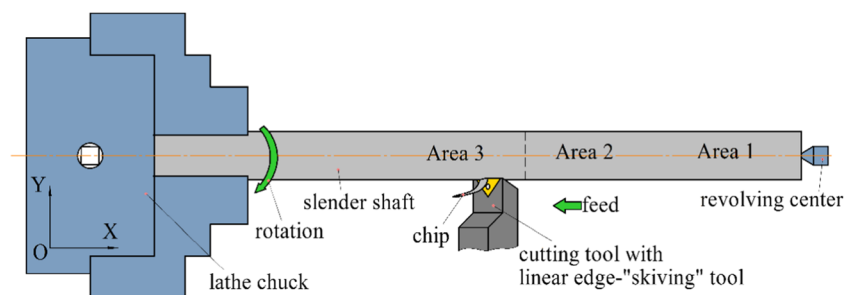 Area 3
Area 2
Area 1
Y
X
O
slender shaft
rotation
lathe chuck
chip
feed
revolving center
cutting tool with
linear edge-"skiving" tool